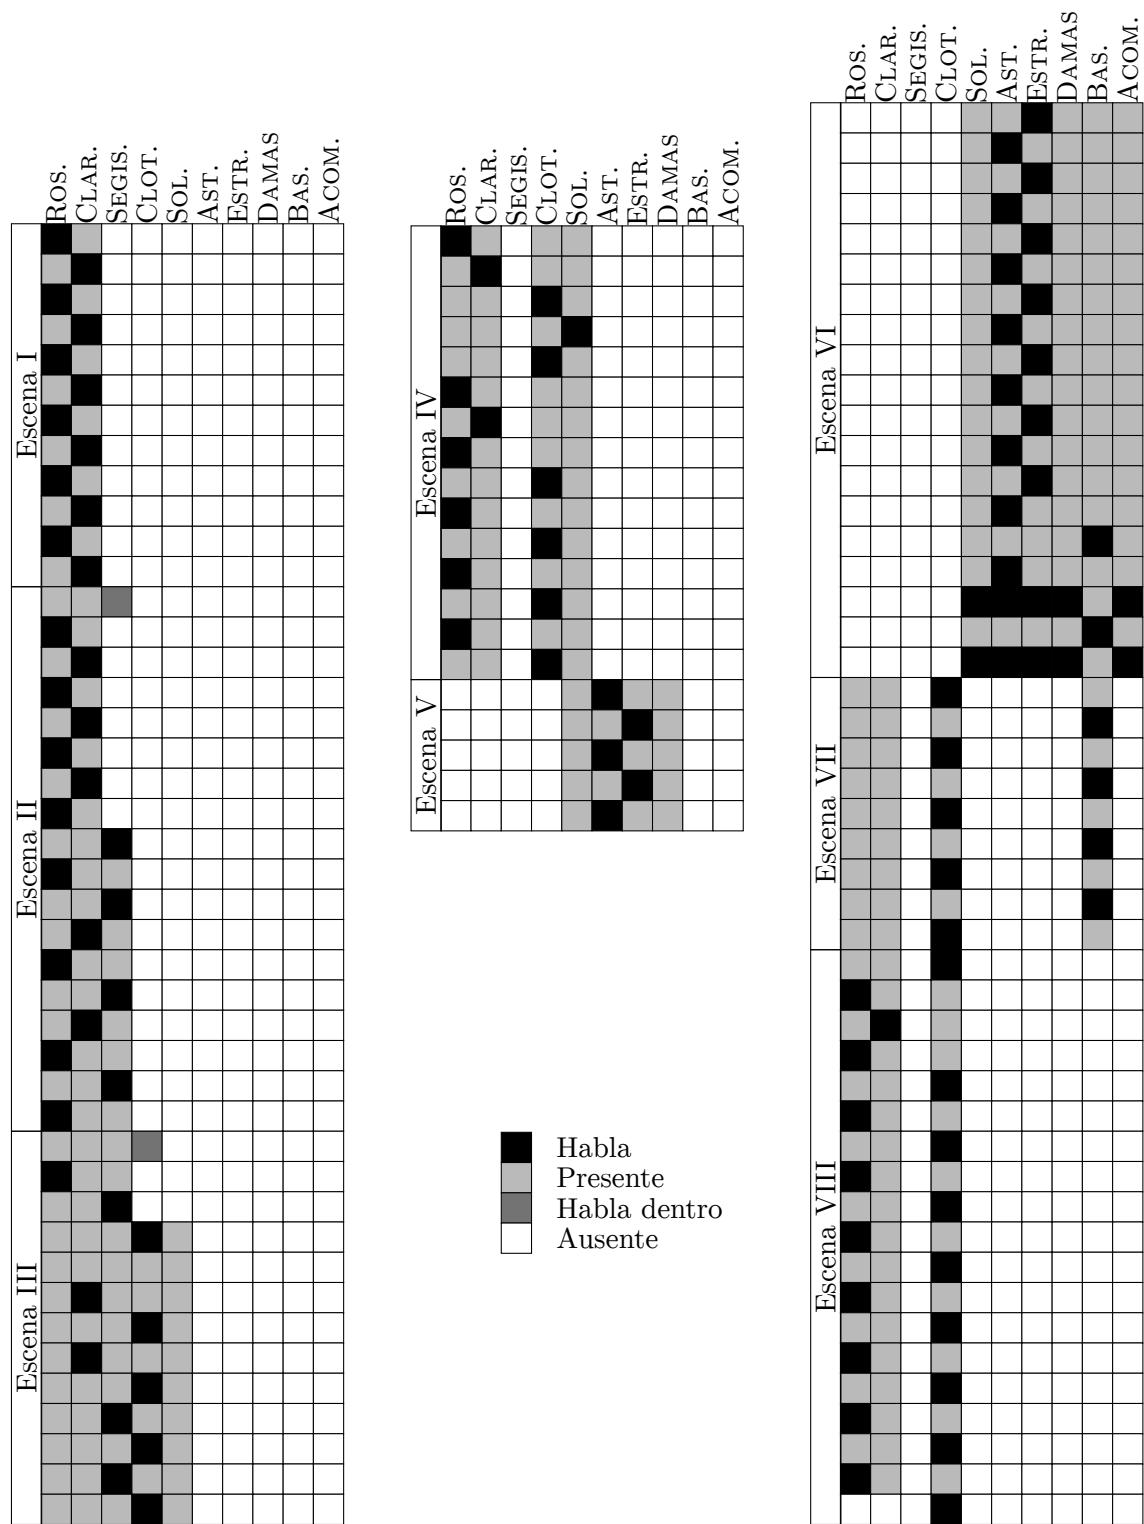 Ros.
Clar.
Segis.
Clot.
Sol.
Ast.
Estr.
Damas
Bas.
Acom.
Escena I
Escena II
Escena III
Ros.
Clar.
Segis.
Clot.
Sol.
Ast.
Estr.
Damas
Bas.
Acom.
Escena IV
Escena V
Habla
Presente
Habla dentro
Ausente
Ros.
Clar.
Segis.
Clot.
Sol.
Ast.
Estr.
Damas
Bas.
Acom.
Escena VI
Escena VII
Escena VIII